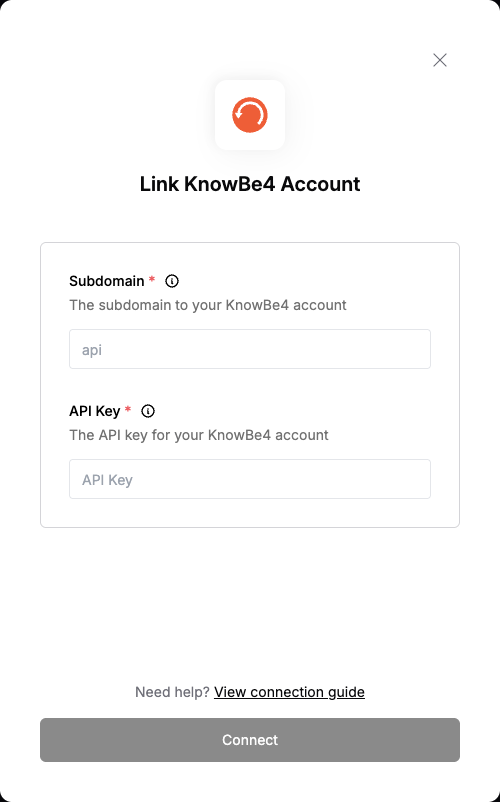 Link KnowBe4 Account
Subdomain *
The subdomain to your KnowBe4 account
api
API Key *
The API key for your KnowBe4 account
API Key
Need help? View connection guide
Connect